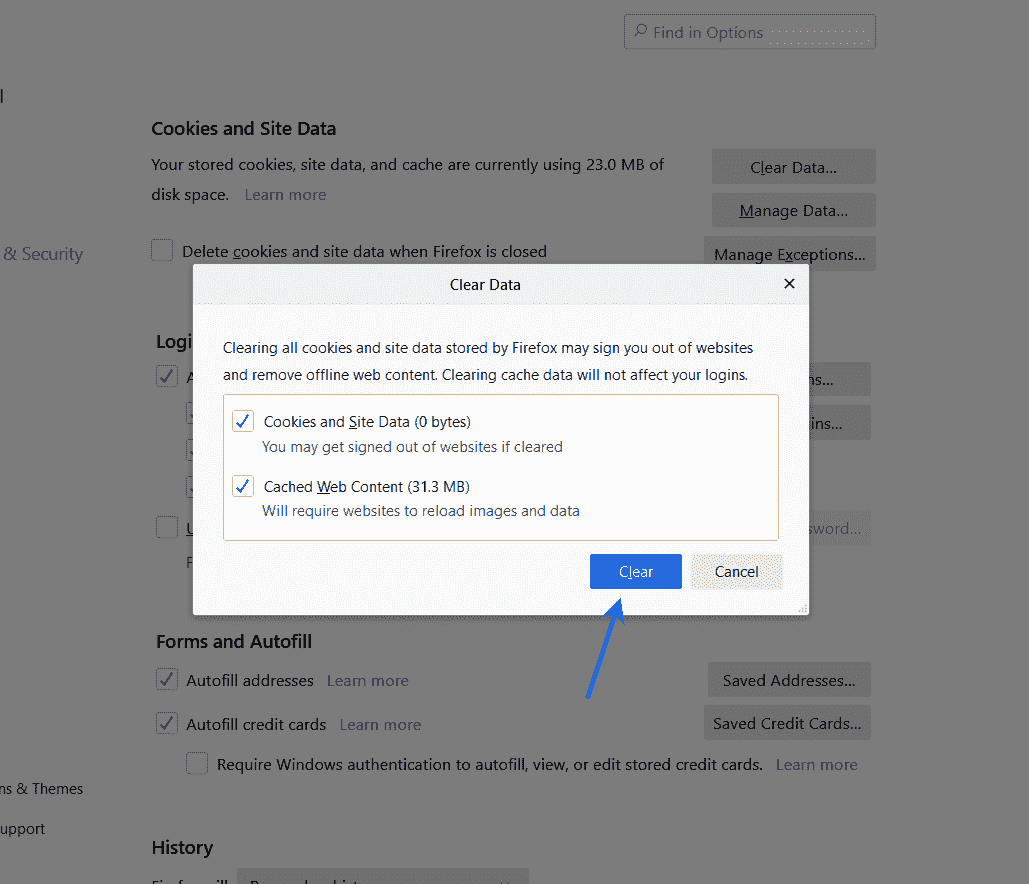 Find in Options
Cookies and Site Data
Your stored cookies, site data, and cache are currently using 23.0 MB of
disk space. Learn more
Clear Data...
Manage Data...
& Security
Delete cookies and site data when Firefox is closed
Manage Exceptions...
Clear Data
Clearing all cookies and site data stored by Firefox may sign you out of websites
and remove offline web content. Clearing cache data will not affect your logins.
Cookies and Site Data (0 bytes)
You may get signed out of websites if cleared
Cached Web Content (31.3 MB)
Will require websites to reload images and data
Clear
Cancel
Forms and Autofill
Autofill addresses Learn more
Saved Addresses...
Autofill credit cards Learn more
Saved Credit Cards...
Require Windows authentication to autofill, view, or edit stored credit cards. Learn more
& Themes
History